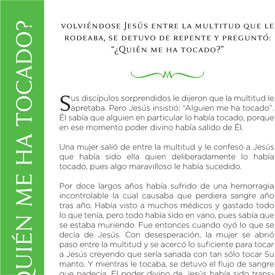 ¿QUIÉN ME HA TOCADO?
VOLVIÉNDOSE JESÚS ENTRE LA MULTITUD QUE LE
RODEABA, SE DETUVO DE REPENTE Y PREGUNTÓ:
"¿QUIÉN ME HA TOCADO?"
Sus discípulos sorprendidos le dijeron que la multitud le
apretaba. Pero Jesús insistió: "Alguien me ha tocado".
Él sabía que alguien en particular lo había tocado, porque
en ese momento poder divino había salido de Él.
Una mujer salió de entre la multitud y le confesó a Jesús
que había sido ella quien deliberadamente lo había
tocado, pues algo maravilloso le había sucedido.
Por doce largos años había sufrido de una hemorragia
incontrolable la cual causaba que perdiera sangre año
tras año. Había visto a muchos médicos y gastado todo
lo que tenía, pero todo había sido en vano, pues sabía que
se estaba muriendo. Fue entonces cuando oyó lo que se
decía de Jesús. Con desesperación, la mujer se abrió
paso entre la multitud y se acercó lo suficiente para tocar
a Jesús creyendo que sería sanada con tan sólo tocar Su
manto. Y mientras le tocaba, se detuvo el flujo de sangre
que padecía. El poder divino de Jesús había